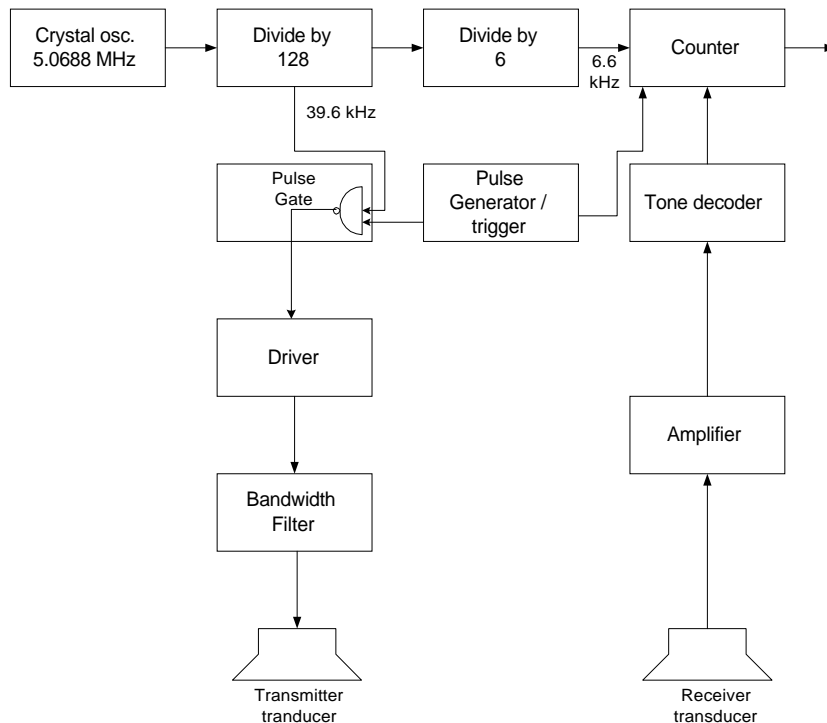 Crystal osc.
5.0688 MHz
Divide by
128
Divide by
6
6.6
kHz
Counter
39.6 kHz
Pulse
Gate
Pulse
Generator /
trigger
Tone decoder
Driver
Amplifier
Bandwidth
Filter
Transmitter
tranducer
Receiver
transducer